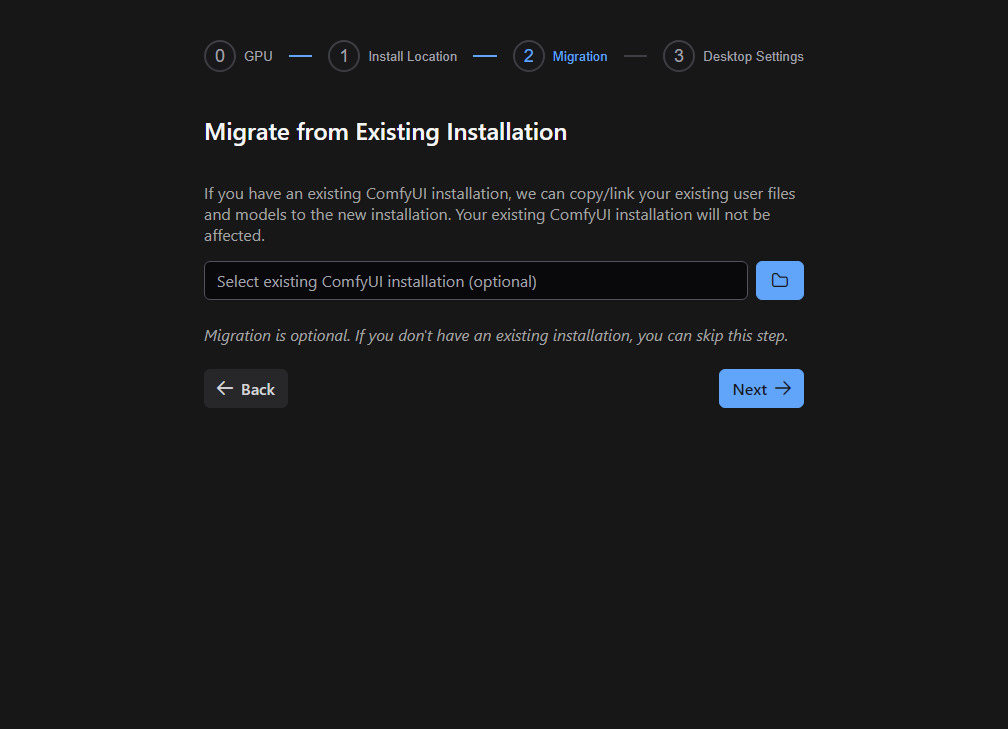 0 GPU 1 Install Location 2 Migration 3 Desktop Settings
Migrate from Existing Installation
If you have an existing ComfyUI installation, we can copy/link your existing user files
and models to the new installation. Your existing ComfyUI installation will not be
affected.
Select existing ComfyUI installation (optional)
Migration is optional. If you don't have an existing installation, you can skip this step.
Back Next